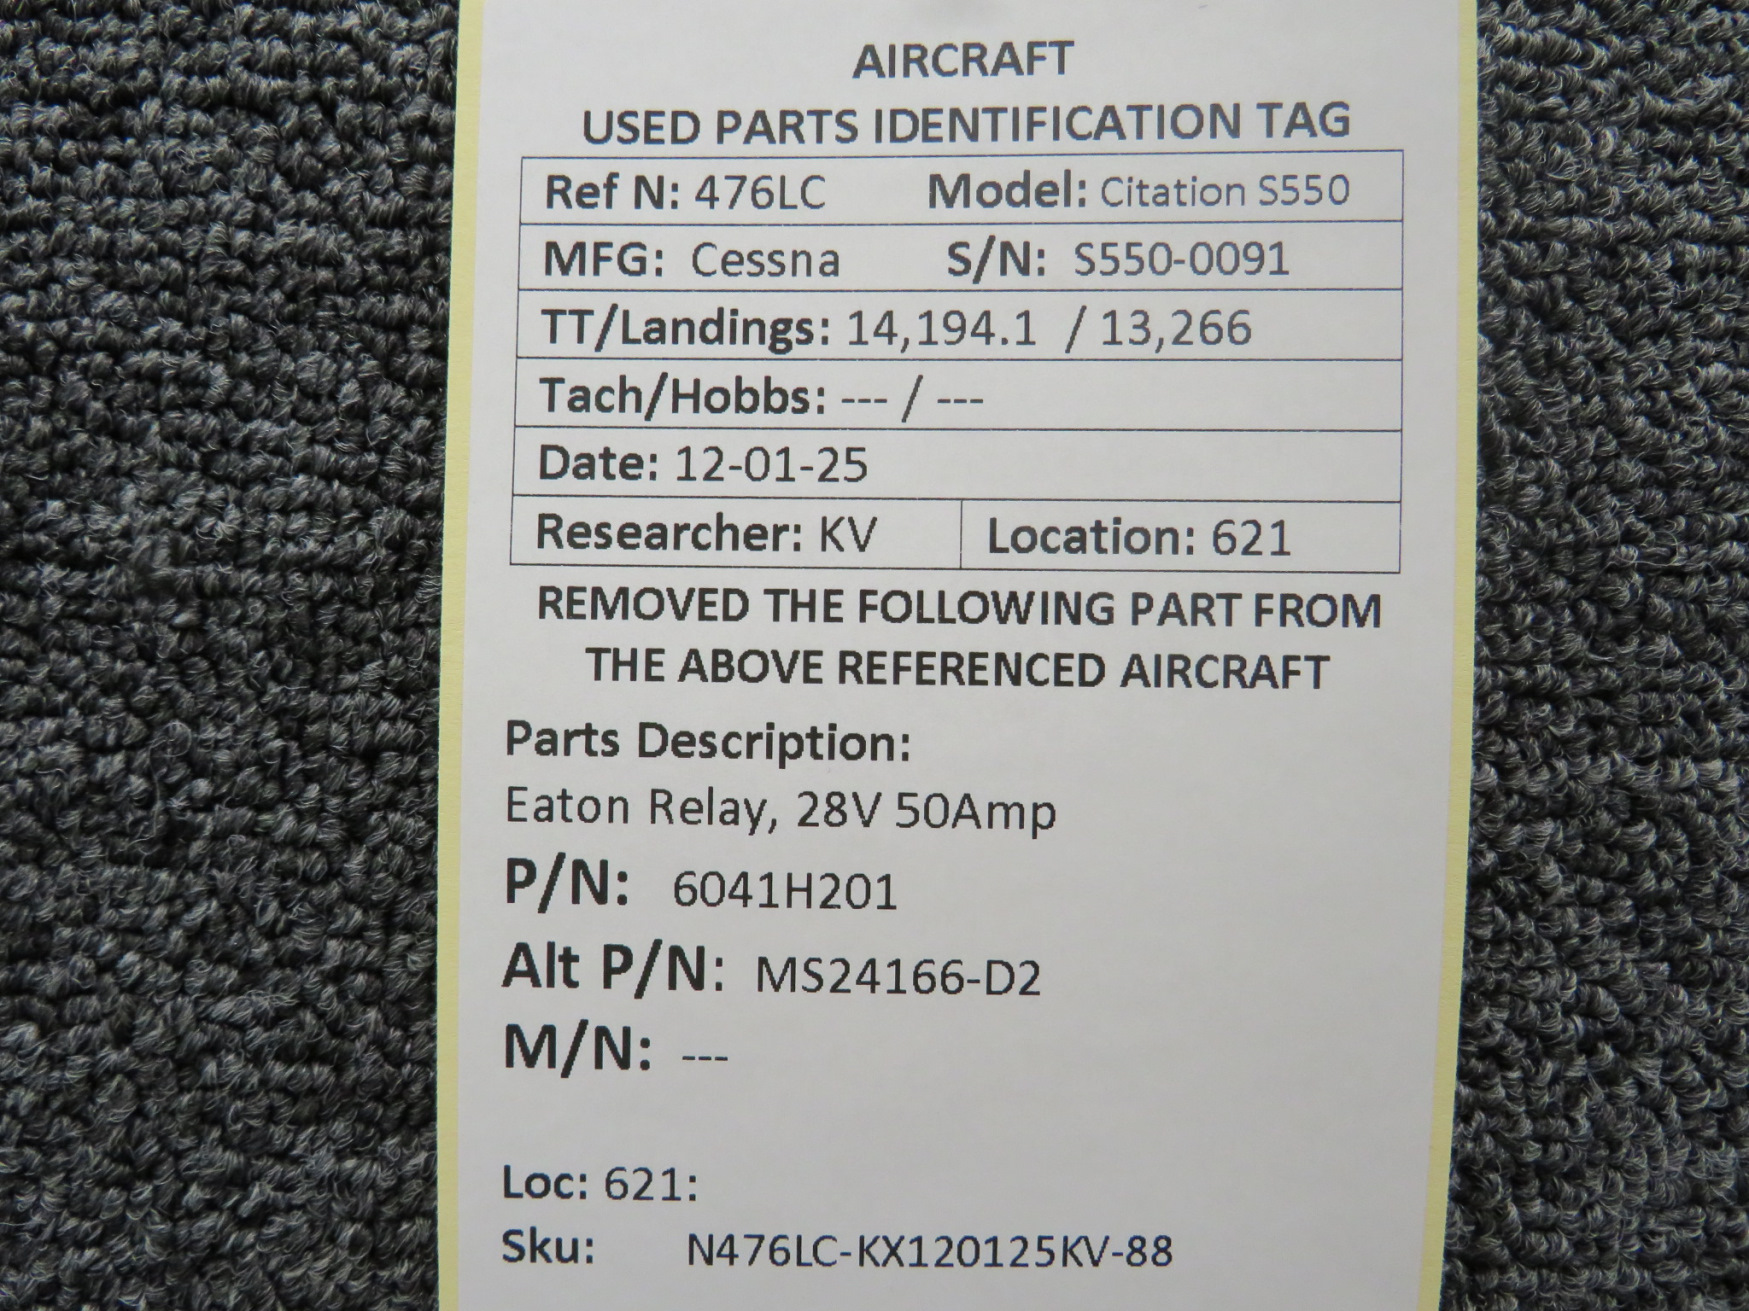 AIRCRAFT
USED PARTS IDENTIFICATION TAG
Ref N: 476LC Model: Citation S550
MFG: Cessna S/N: S550-0091
TT/Landings: 14,194.1 / 13,266
Tach/Hobbs: --- / ---
Date: 12-01-25
Researcher: KV Location: 621
REMOVED THE FOLLOWING PART FROM
THE ABOVE REFERENCED AIRCRAFT
Parts Description:
Eaton Relay, 28V 50Amp
P/N: 6041H201
Alt P/N: MS24166-D2
M/N: ---
Loc: 621:
Sku: N476LC-KX120125KV-88